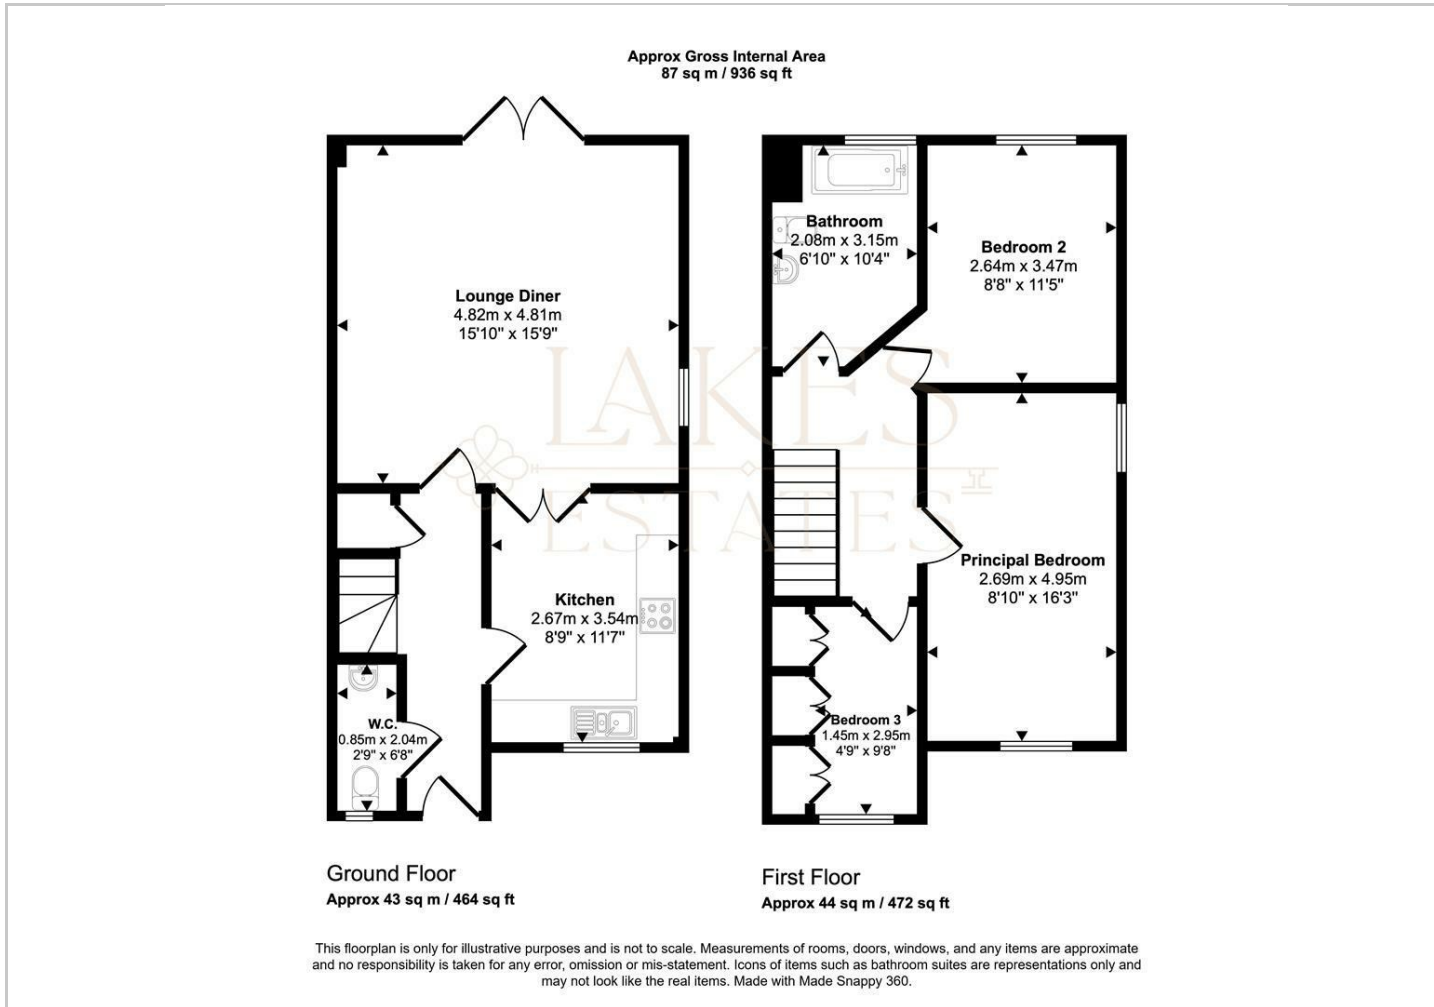 Approx Gross Internal Area
87 sq m / 936 sq ft
Lounge Diner
4.82m x 4.81m
15'10" x 15'9"
Kitchen
2.67m x 3.54m
8'9" x 11'7"
W.C.
0.85m x 2.04m
2'9" x 6'8"
Bathroom
2.08m x 3.15m
6'10" x 10'4"
Bedroom 2
2.64m x 3.47m
8'8" x 11'5"
Principal Bedroom
2.69m x 4.95m
8'10" x 16'3"
Bedroom 3
1.45m x 2.95m
4'9" x 9'8"
LAKES
ESTATES
Ground Floor
Approx 43 sq m / 464 sq ft
First Floor
Approx 44 sq m / 472 sq ft
This floorplan is only for illustrative purposes and is not to scale. Measurements of rooms, doors, windows, and any items are approximate
and no responsibility is taken for any error, omission or mis-statement. Icons of items such as bathroom suites are representations only and
may not look like the real items. Made with Made Snappy 360.